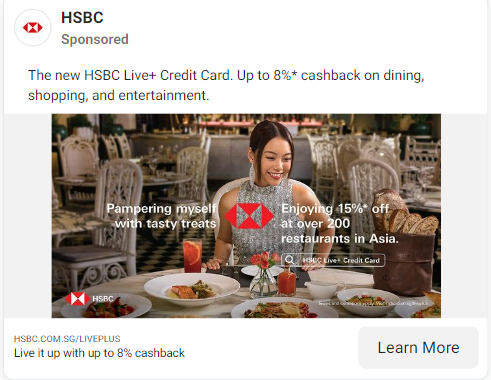 HSBC
Sponsored
The new HSBC Live+ Credit Card. Up to 8%* cashback on dining,
shopping, and entertainment.
Pampering myself
with tasty treats
Enjoying 15%* off
at over 200
restaurants in Asia.
HSBC Live+ Credit Card
HSBC
HSBC.COM.SG/LIVEPLUS
Live it up with up to 8% cashback
Learn More